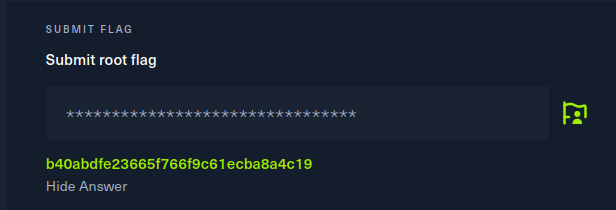 SUBMIT FLAG
Submit root flag
********************************
b40abdfe23665f766f9c61ecba8a4c19
Hide Answer